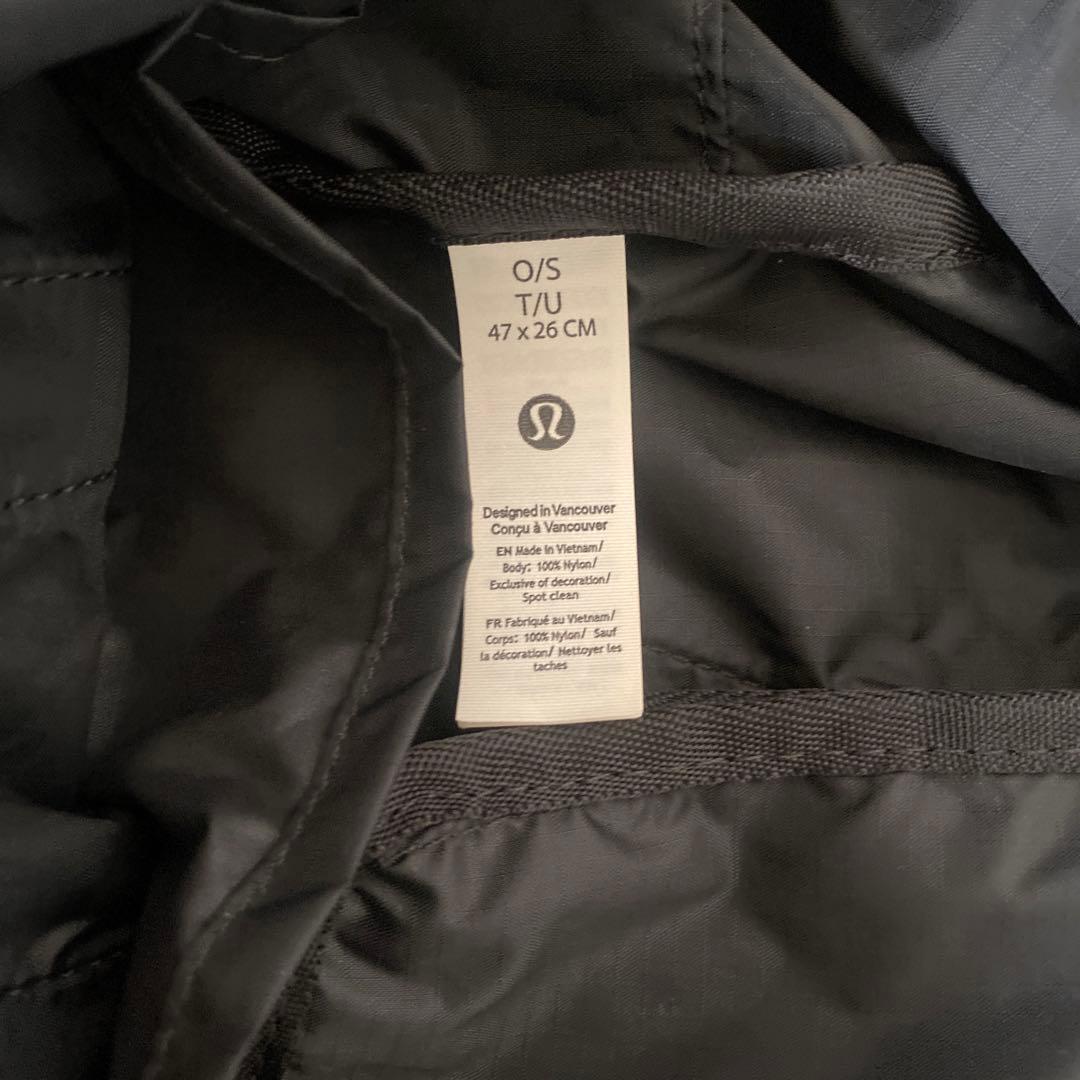 O/S
T/U
47 x 26 CM
Designed in Vancouver
Conçu à Vancouver
EN Made in Vietnam/
Body: 100% Nylon/
Exclusive of decoration/
Spot clean
FR Fabriqué au Vietnam/
Corps: 100% Nylon/ Sauf
la décoration/ Nettoyer les
taches